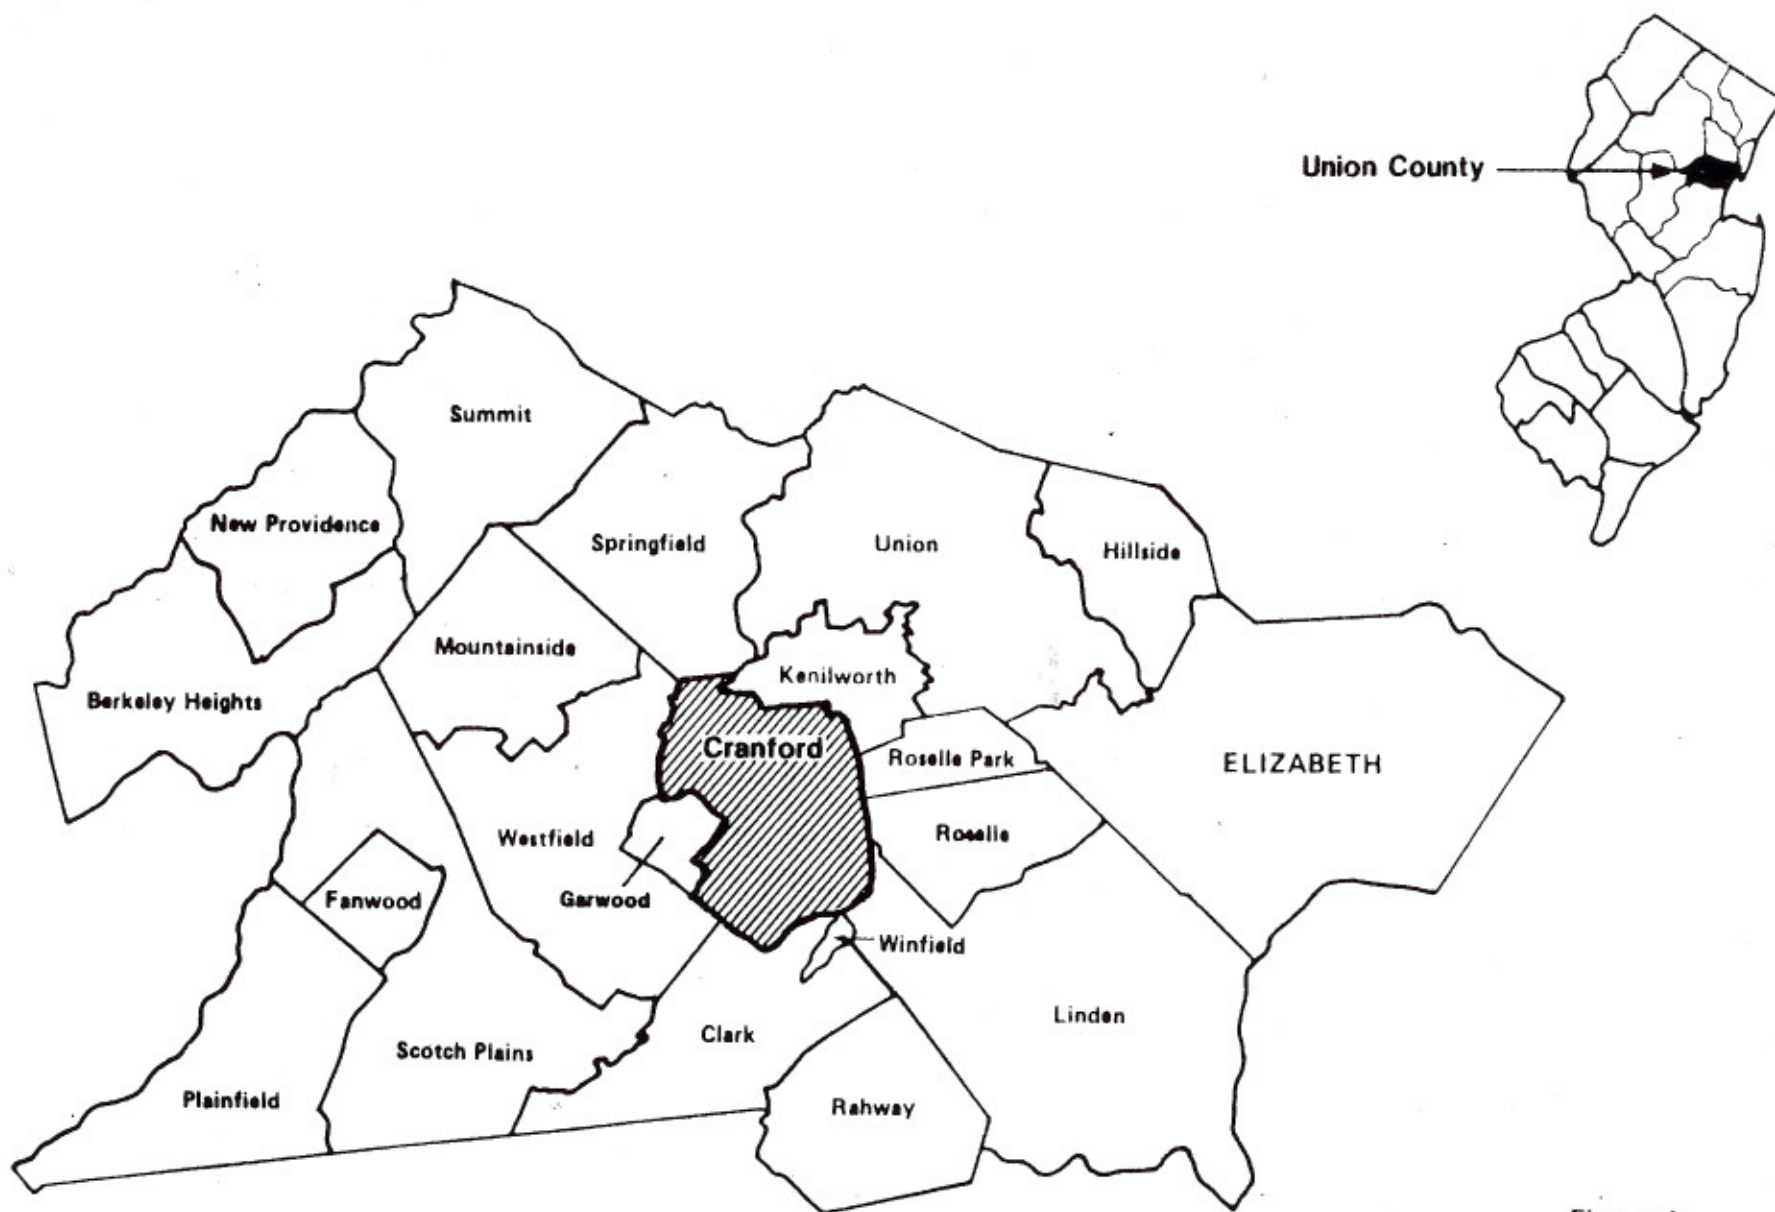 Union County
Summit
New Providence
Springfield
Union
Hillside
Mountainside
Kenilworth
Berkeley Heights
Cranford
Roselle Park
ELIZABETH
Westfield
Roselle
Garwood
Fanwood
Winfield
Linden
Clark
Scotch Plains
Plainfield
Rahway